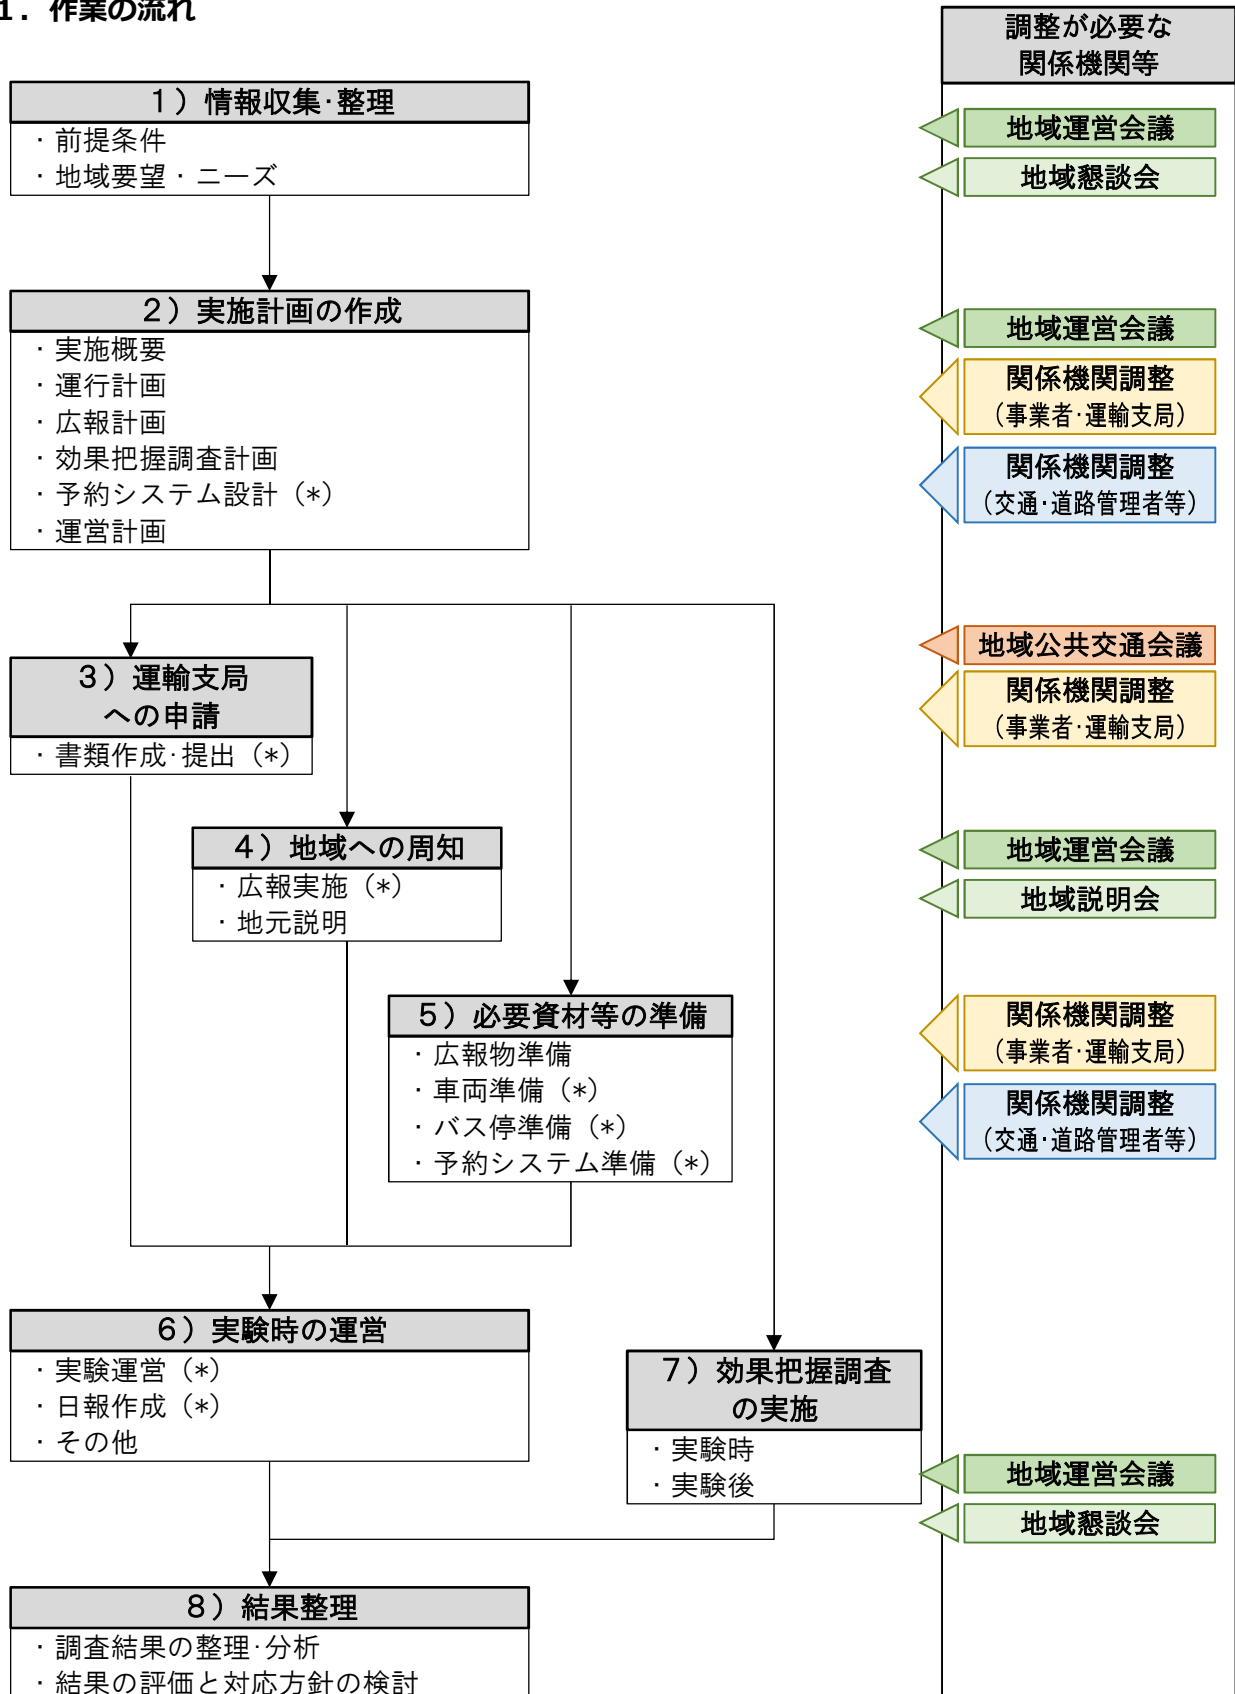 1．作業の流れ
1）情報収集･整理
・前提条件
・地域要望・ニーズ
2）実施計画の作成
・実施概要
・運行計画
・広報計画
・効果把握調査計画
・予約システム設計（*）
・運営計画
3）運輸支局
への申請
・書類作成･提出（*）
4）地域への周知
・広報実施（*）
・地元説明
5）必要資材等の準備
・広報物準備
・車両準備（*）
・バス停準備（*）
・予約システム準備（*）
6）実験時の運営
・実験運営（*）
・日報作成（*）
・その他
7）効果把握調査
の実施
・実験時
・実験後
8）結果整理
・調査結果の整理･分析
・結果の評価と対応方針の検討
調整が必要な
関係機関等
地域運営会議
地域懇談会
地域運営会議
関係機関調整
（事業者･運輸支局）
関係機関調整
（交通･道路管理者等）
地域公共交通会議
関係機関調整
（事業者･運輸支局）
地域運営会議
地域説明会
関係機関調整
（事業者･運輸支局）
関係機関調整
（交通･道路管理者等）
地域運営会議
地域懇談会